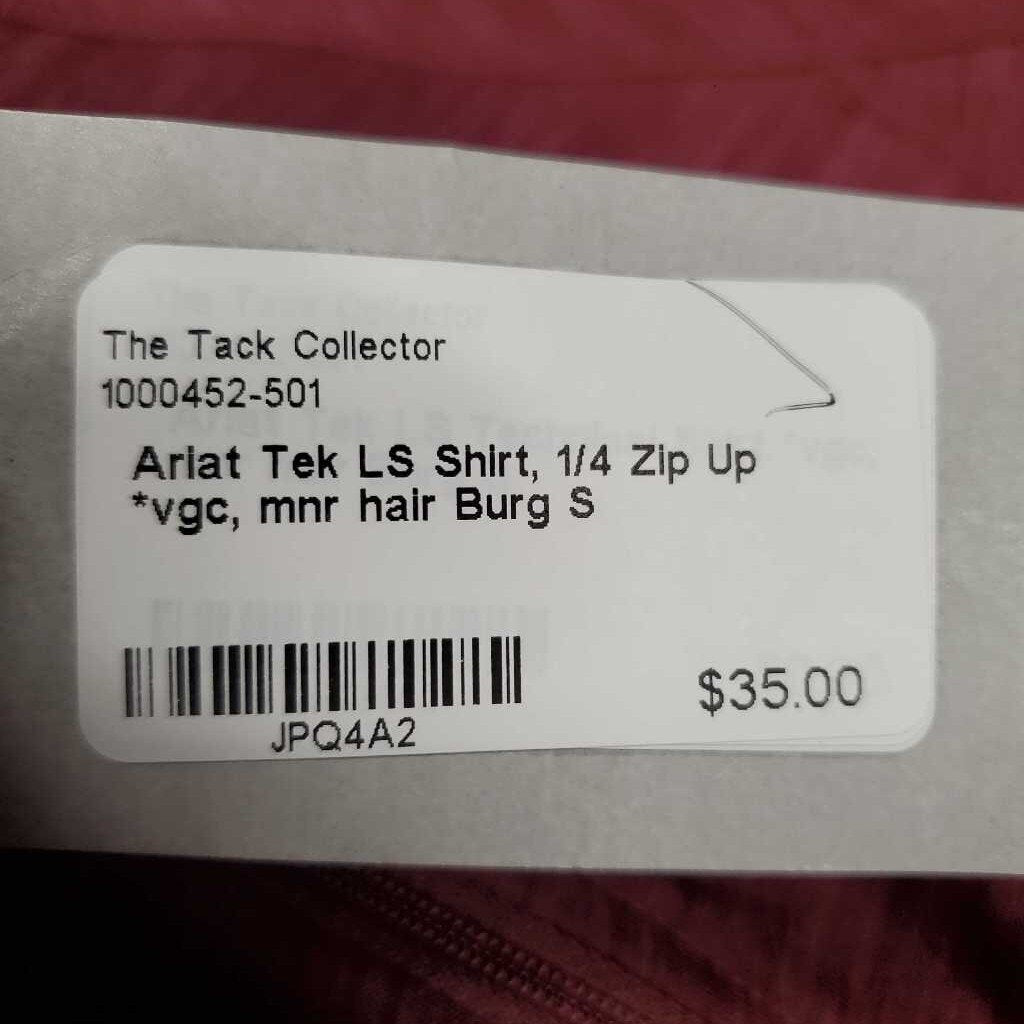 The Tack Collector
1000452-501
Ariat Tek LS Shirt, 1/4 Zip Up
*vgc, mnr hair Burg S
JPQ4A2
$35.00